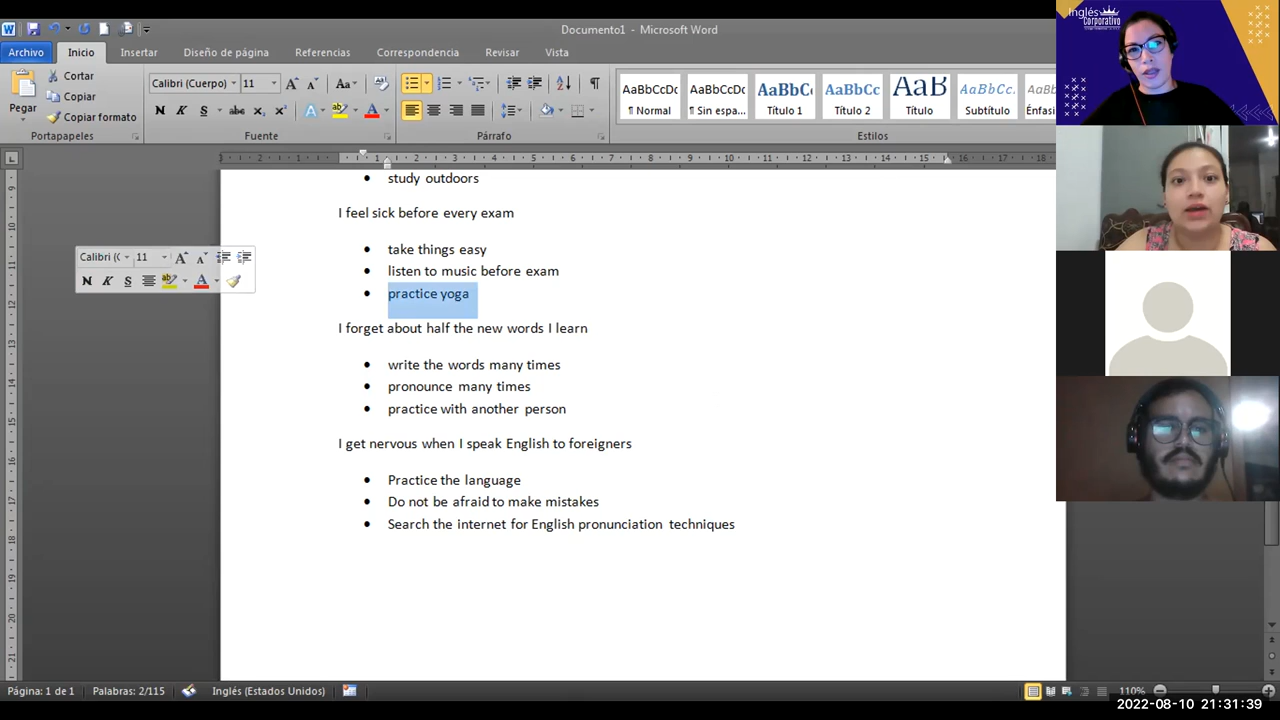 Documento1 - Microsoft Word
Archivo Inicio Insertar Diseño de página Referencias Correspondencia Revisar Vista
Pegar
Cortar
Copiar
Copiar formato
Calibri (Cuerpo) 11
AaBbCcDc AaBbCcDc AaBbC AaBbCc AaB AaBbCc. AaBbCc
¶ Normal ¶ Sin espa... Título 1 Título 2 Título Subtítulo Énfasi
Portapapeles Fuente Párrafo Estilos
• study outdoors
I feel sick before every exam
• take things easy
• listen to music before exam
• practice yoga
Calibri (C 11
I forget about half the new words I learn
• write the words many times
• pronounce many times
• practice with another person
I get nervous when I speak English to foreigners
• Practice the language
• Do not be afraid to make mistakes
• Search the internet for English pronunciation techniques
Página: 1 de 1 Palabras: 2/115 Inglés (Estados Unidos) 110%
Inglés
Corporativo
2022-08-10 21:31:39